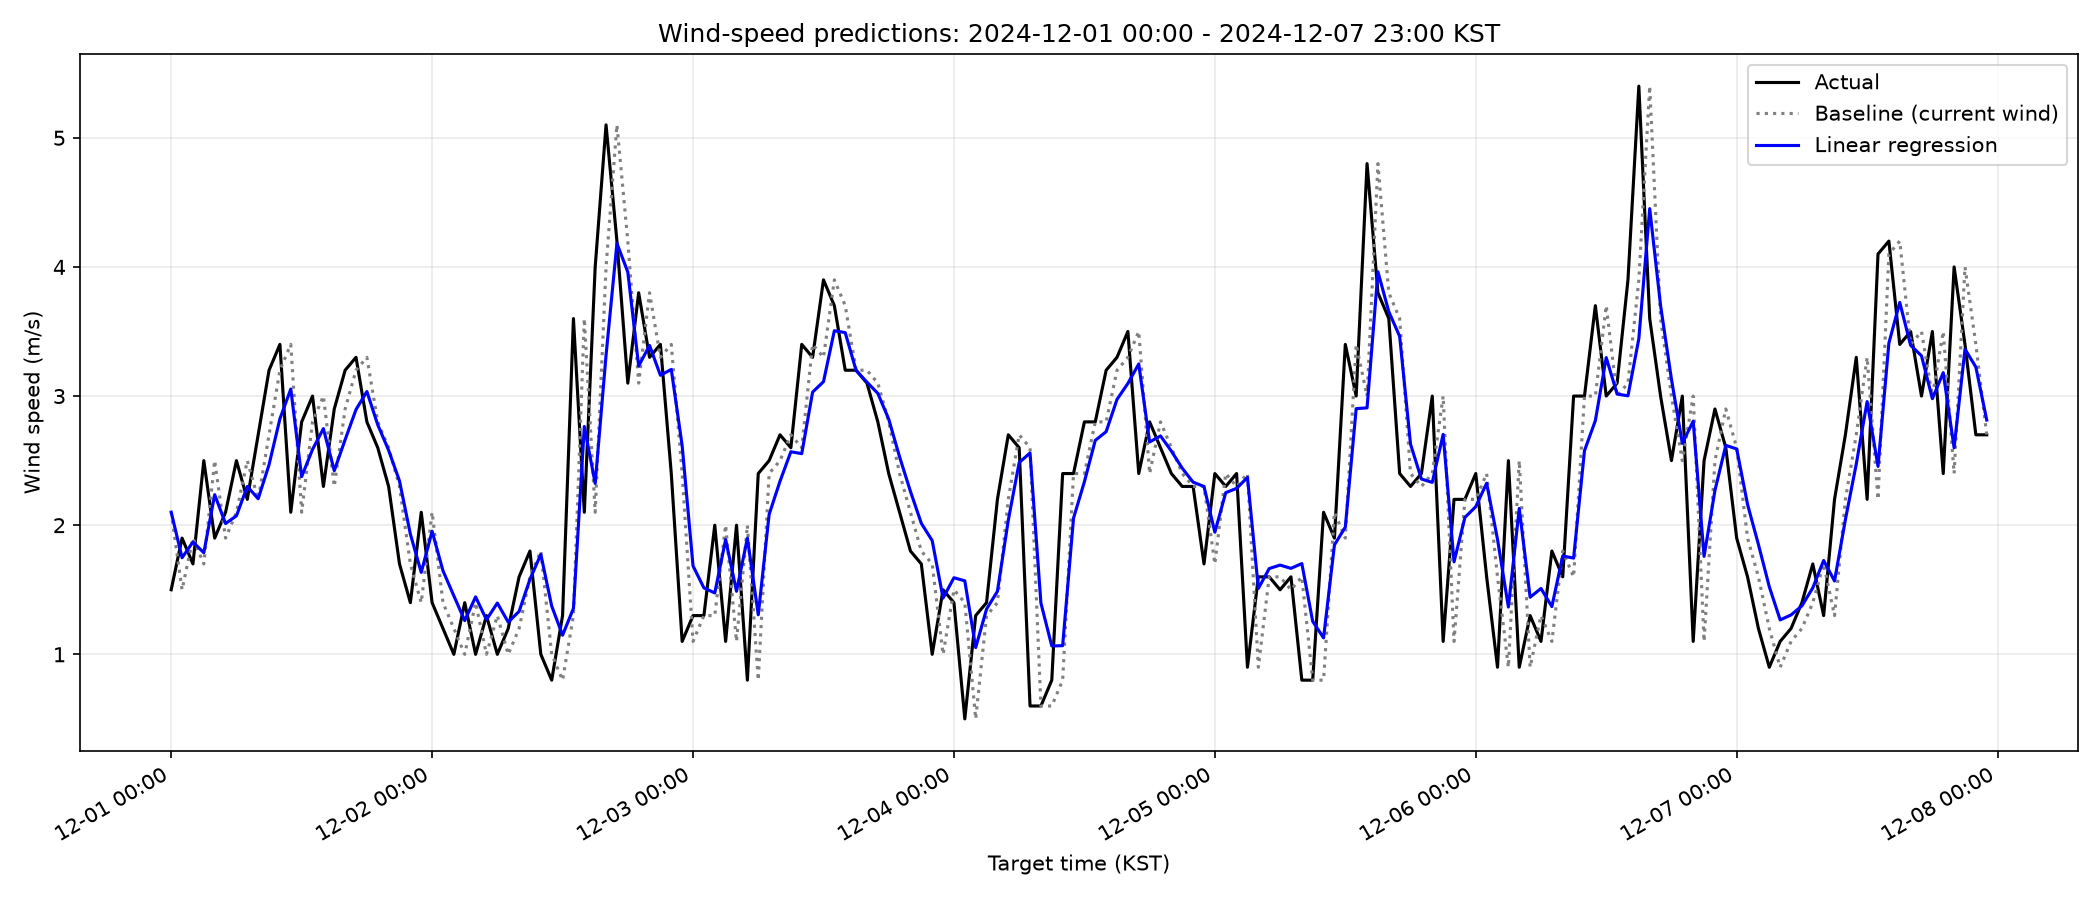 Wind-speed predictions: 2024-12-01 00:00 - 2024-12-07 23:00 KST
Actual
Baseline (current wind)
Linear regression
Wind speed (m/s)
5
4
3
2
1
12-01 00:00
12-02 00:00
12-03 00:00
12-04 00:00
12-05 00:00
12-06 00:00
12-07 00:00
12-08 00:00
Target time (KST)